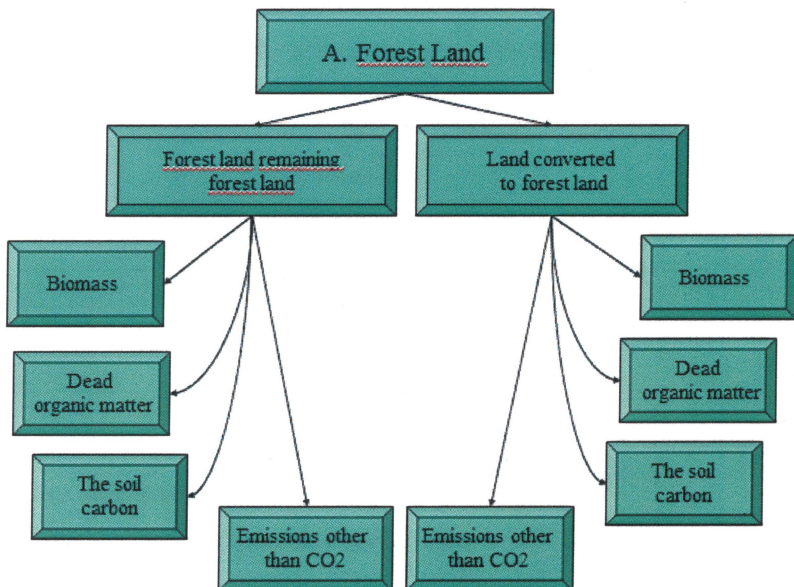 A. Forest Land
Forest land remaining
forest land
Land converted
to forest land
Biomass
Biomass
Dead
organic matter
Dead
organic matter
The soil
carbon
The soil
carbon
Emissions other
than CO2
Emissions other
than CO2